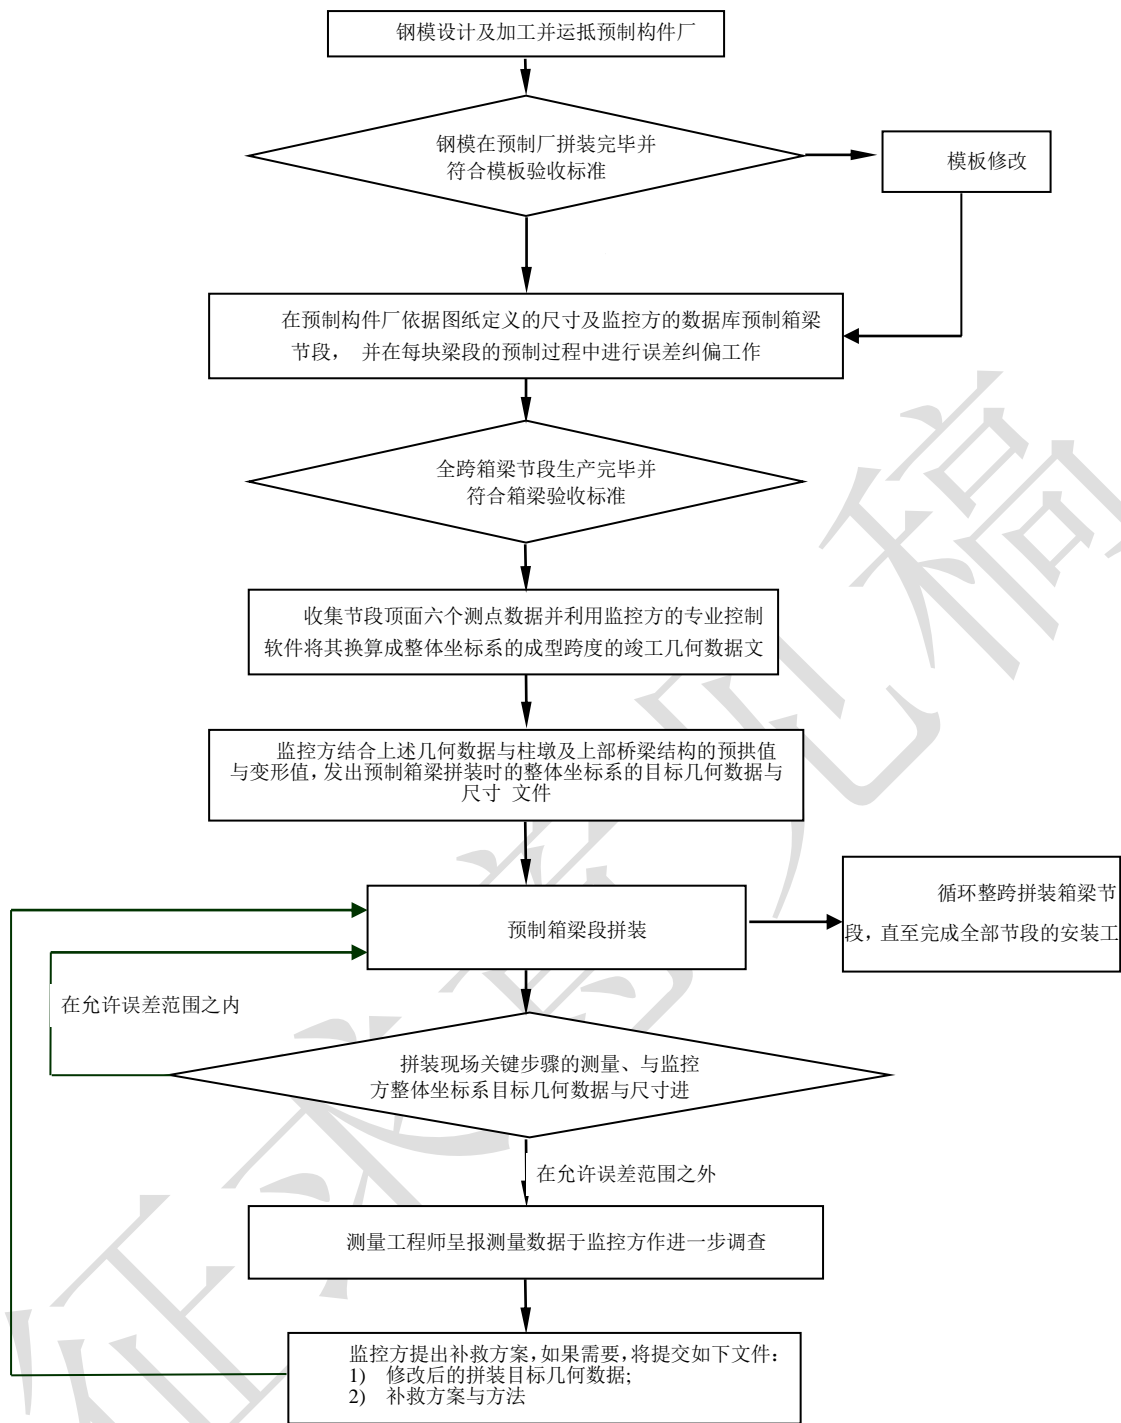 钢模设计及加工并运抵预制构件厂
钢模在预制厂拼装完毕并
符合模板验收标准
模板修改
在预制构件厂依据图纸定义的尺寸及监控方的数据库预制箱梁
节段， 并在每块梁段的预制过程中进行误差纠偏工作
全跨箱梁节段生产完毕并
符合箱梁验收标准
收集节段顶面六个测点数据并利用监控方的专业控制
软件将其换算成整体坐标系的成型跨度的竣工几何数据文
监控方结合上述几何数据与柱墩及上部桥梁结构的预拱值
与变形值，发出预制箱梁拼装时的整体坐标系的目标几何数据与
尺寸 文件
预制箱梁段拼装
循环整跨拼装箱梁节
段，直至完成全部节段的安装工
在允许误差范围之内
拼装现场关键步骤的测量、与监控
方整体坐标系目标几何数据与尺寸进
在允许误差范围之外
测量工程师呈报测量数据于监控方作进一步调查
监控方提出补救方案，如果需要，将提交如下文件：
1) 修改后的拼装目标几何数据;
2) 补救方案与方法
征求意见稿